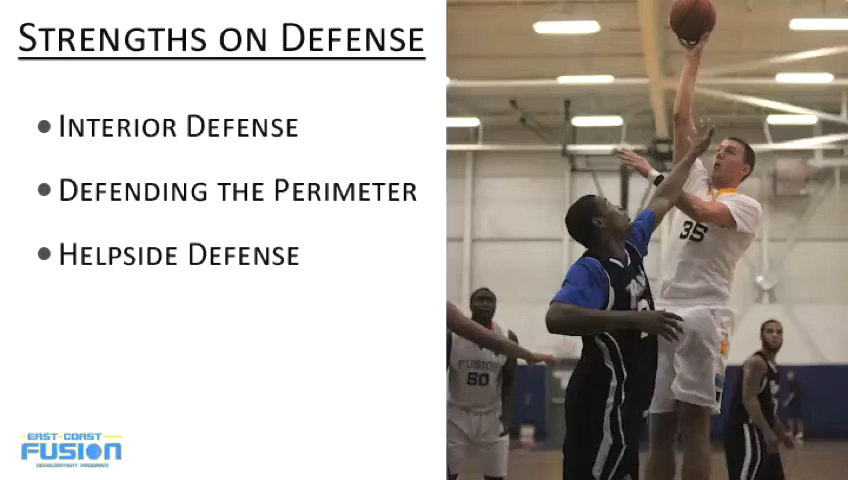 Strengths on Defense
• Interior Defense
• Defending the Perimeter
• Helpside Defense
35
FUSION
50
EAST COAST
FUSION
DEVELOPMENT PROGRAM